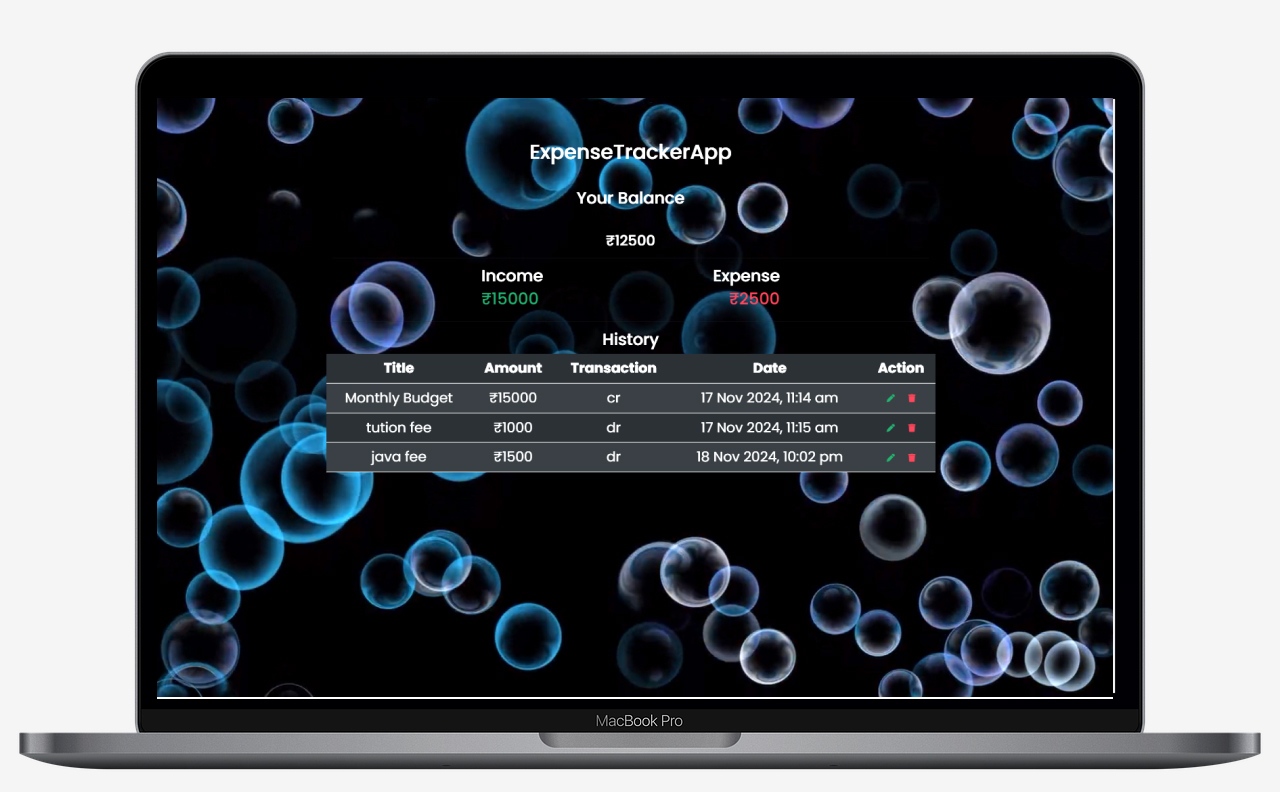 ExpenseTrackerApp
Your Balance
₹12500
Income Expense
₹15000 ₹2500
History
Title Amount Transaction Date Action
Monthly Budget ₹15000 cr 17 Nov 2024, 11:14 am
tution fee ₹1000 dr 17 Nov 2024, 11:15 am
java fee ₹1500 dr 18 Nov 2024, 10:02 pm
MacBook Pro